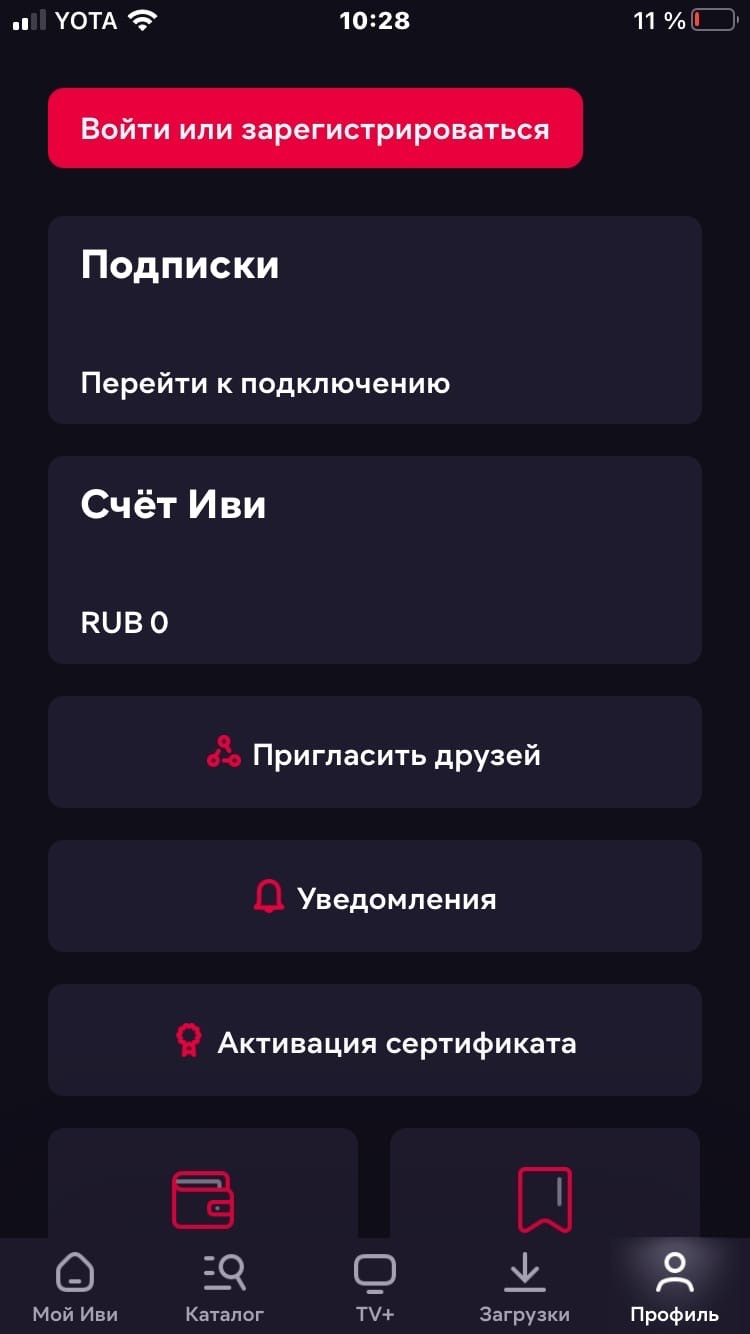 YOTA 10:28 11 %
Войти или зарегистрироваться
Подписки
Перейти к подключению
Счёт Иви
RUB 0
Пригласить друзей
Уведомления
Активация сертификата
Мой Иви Каталог TV+ Загрузки Профиль